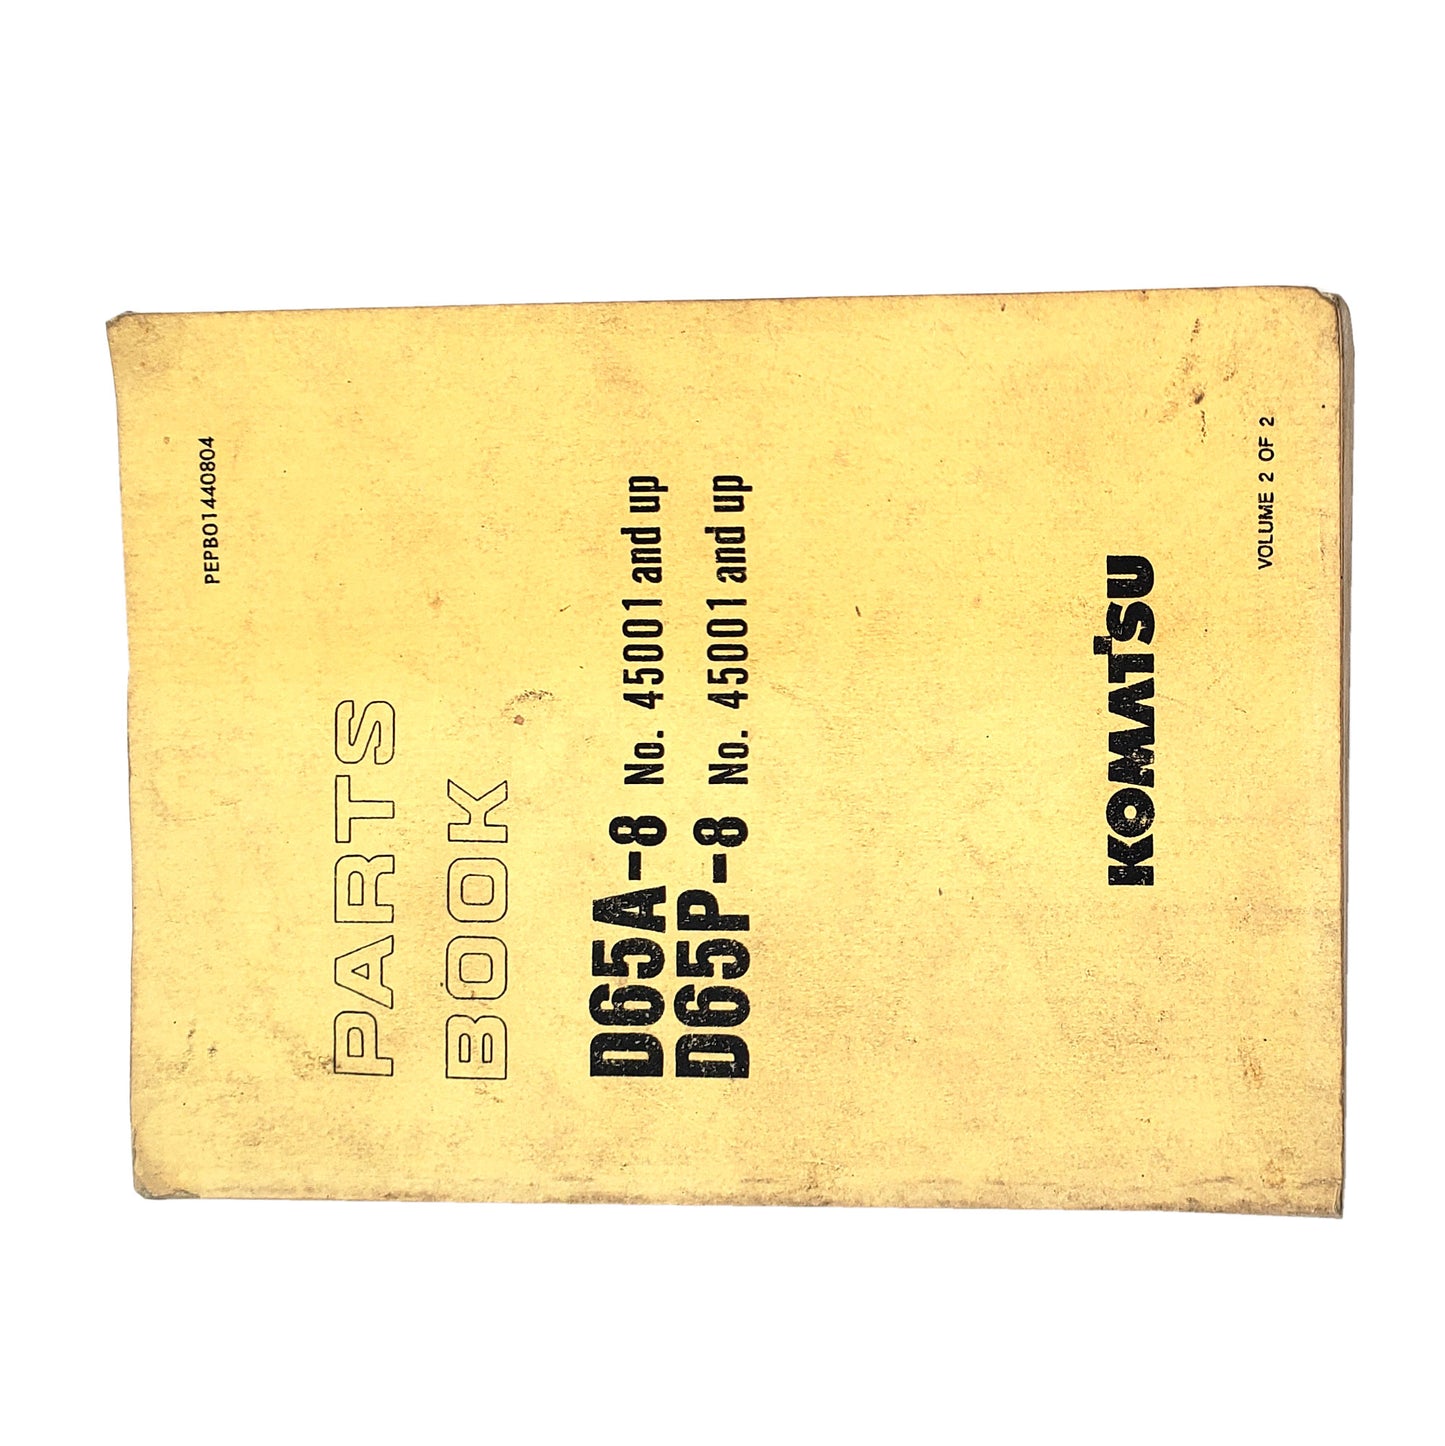 PEPB01440804
PARTS
BOOK
D65A-8 No. 45001 and up
D65P-8 No. 45001 and up
KOMATSU
VOLUME 2 OF 2